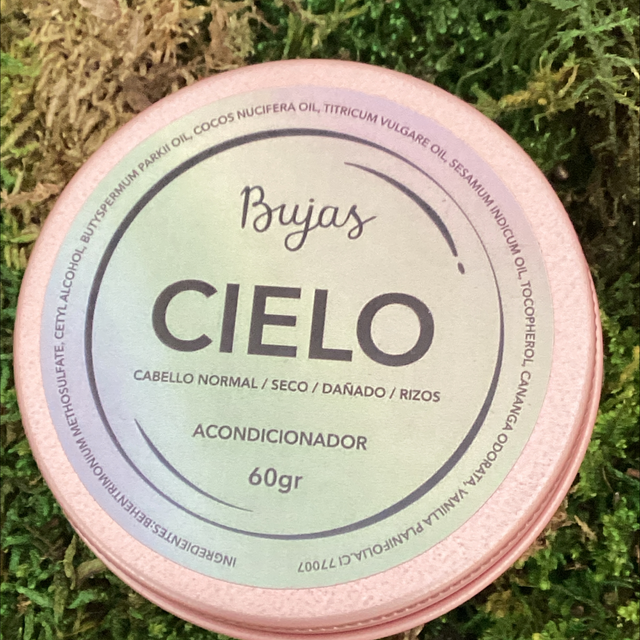 Bujas
CIELO
CABELLO NORMAL / SECO / DAÑADO / RIZOS
ACONDICIONADOR
60gr
INGREDIENTES:BEHENTRIMONIUM METHOSULFATE, CETYL ALCOHOL, BUTYSPERMUM PARKII OIL, COCOS NUCIFERA OIL, TITRICUM VULGARE OIL, SESAMUM INDICUM OIL, TOCOPHEROL, CANANGA ODORATA, VANILLA PLANIFOLIA,CI 77007